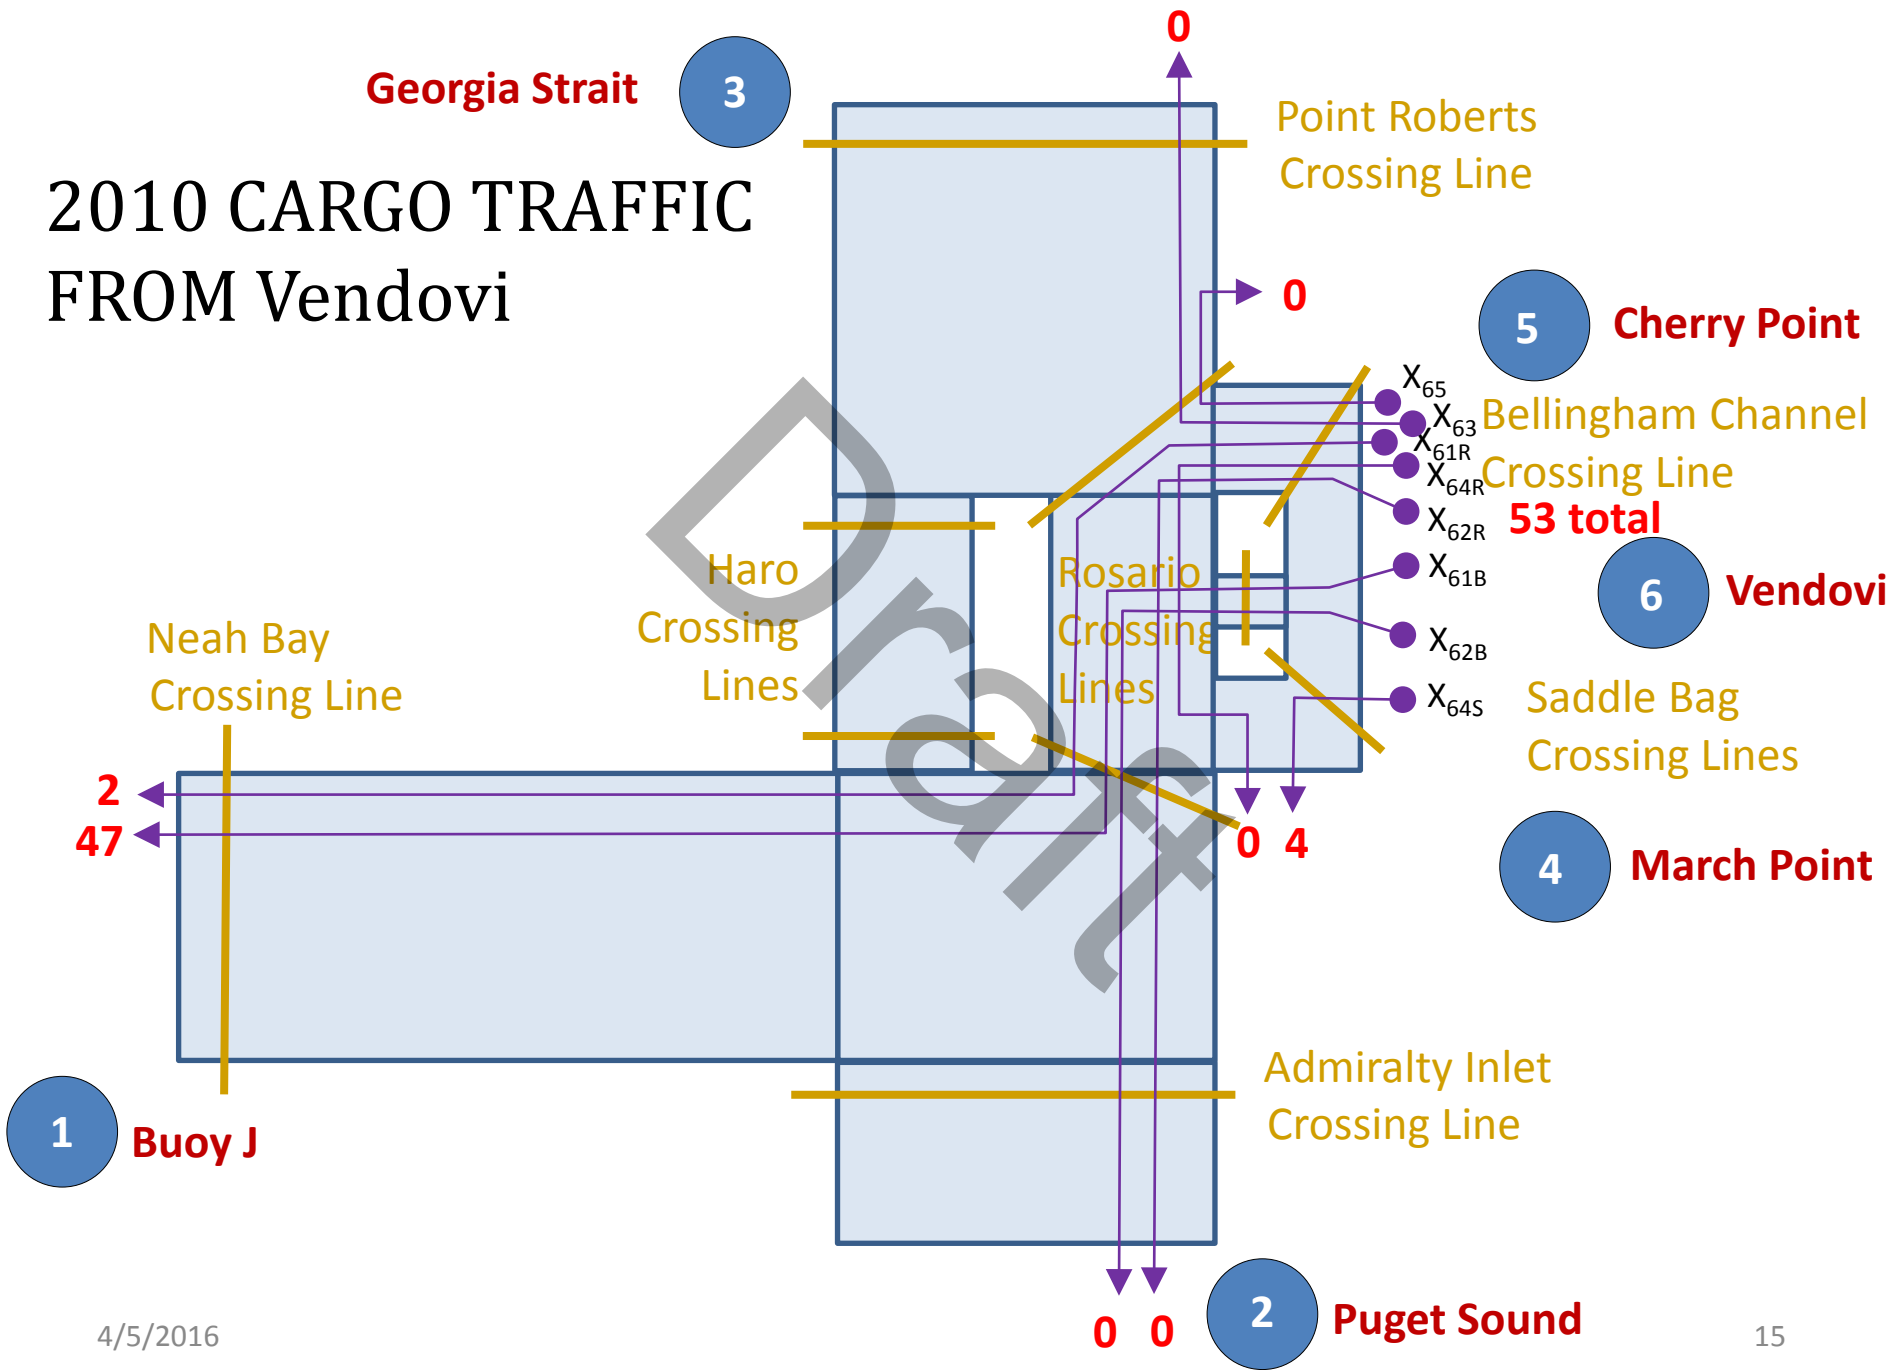 0
Georgia Strait
3
Point Roberts
Crossing Line
2010 CARGO TRAFFIC
FROM Vendovi
0
5
Cherry Point
X65
X63
Bellingham Channel
X61R
Crossing Line
X64R
53 total
X62R
Haro
Crossing
Lines
Rosario
Crossing
Lines
X61B
6
Vendovi
X62B
Neah Bay
Crossing Line
X64S
Saddle Bag
Crossing Lines
2
47
0 4
4
March Point
Draft
Admiralty Inlet
Crossing Line
1
Buoy J
0 0
2
Puget Sound
4/5/2016
15